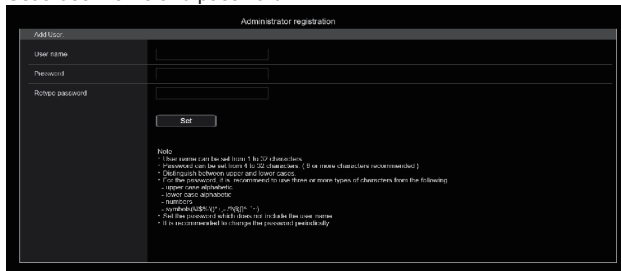 Administrator registration
Add User.
User name
Password
Retype password
Set
Note
* User name can be set from 1 to 32 characters
* Password can be set from 4 to 32 characters. ( 8 or more characters recommended )
* Distinguish between upper and lower cases.
* For the password, it is recommend to use three or more types of characters from the following
- upper case alphabetic
- lower case alphabetic
- numbers
- symbols
* Set the password which does not include the user name
* It is recommended to change the password periodically